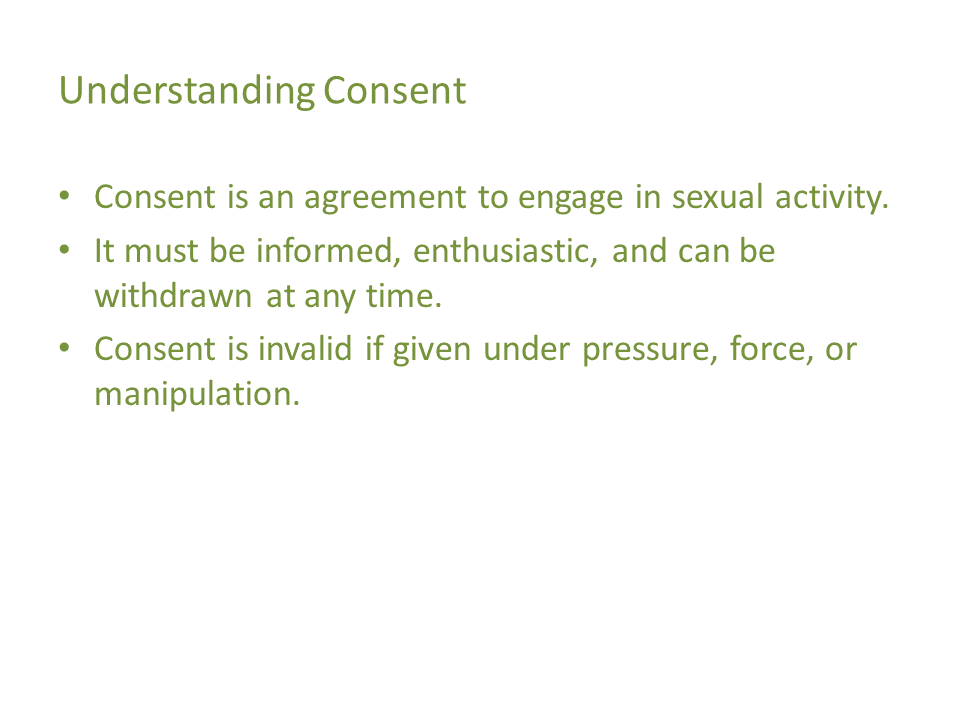 Understanding Consent
• Consent is an agreement to engage in sexual activity.
• It must be informed, enthusiastic, and can be
withdrawn at any time.
• Consent is invalid if given under pressure, force, or
manipulation.